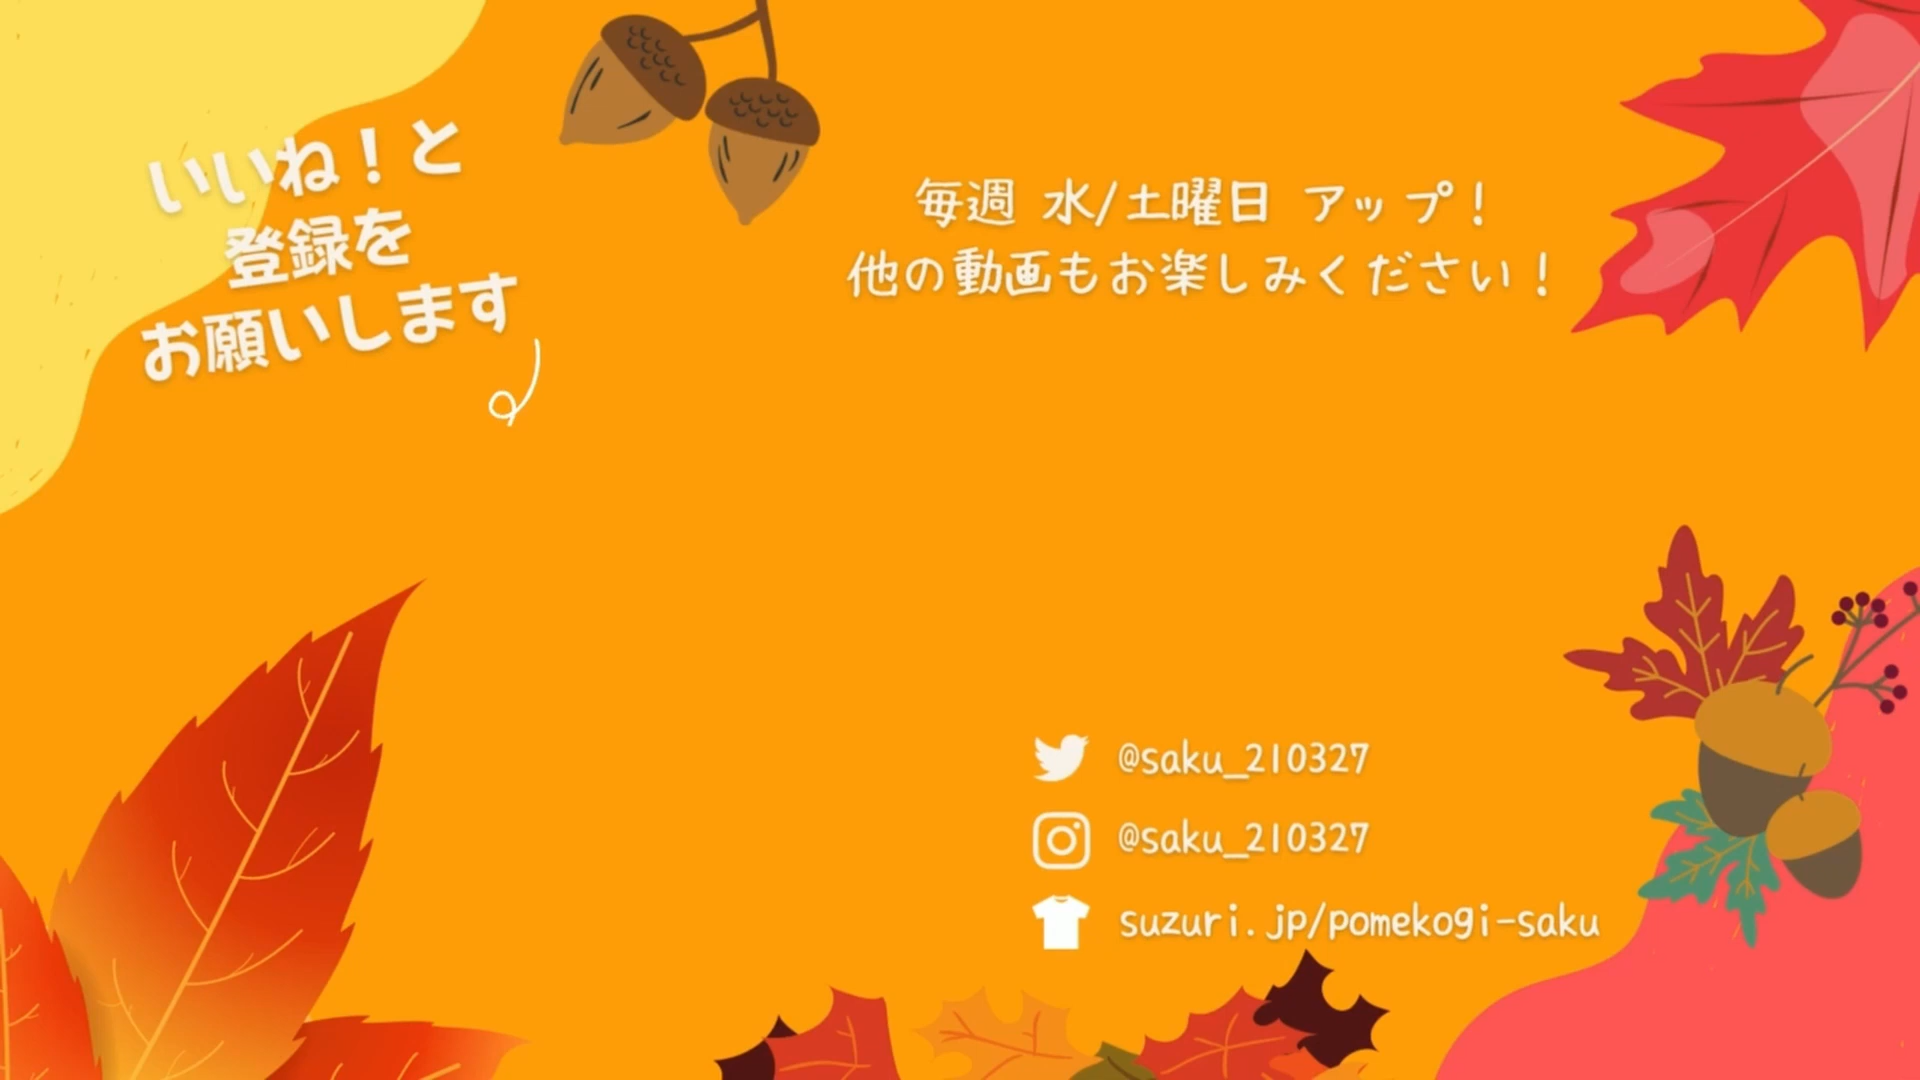 いいね！と
登録を
お願いします
毎週 水/土曜日 アップ！
他の動画もお楽しみください！
@saku_210327
@saku_210327
suzuri.jp/pomekogi-saku